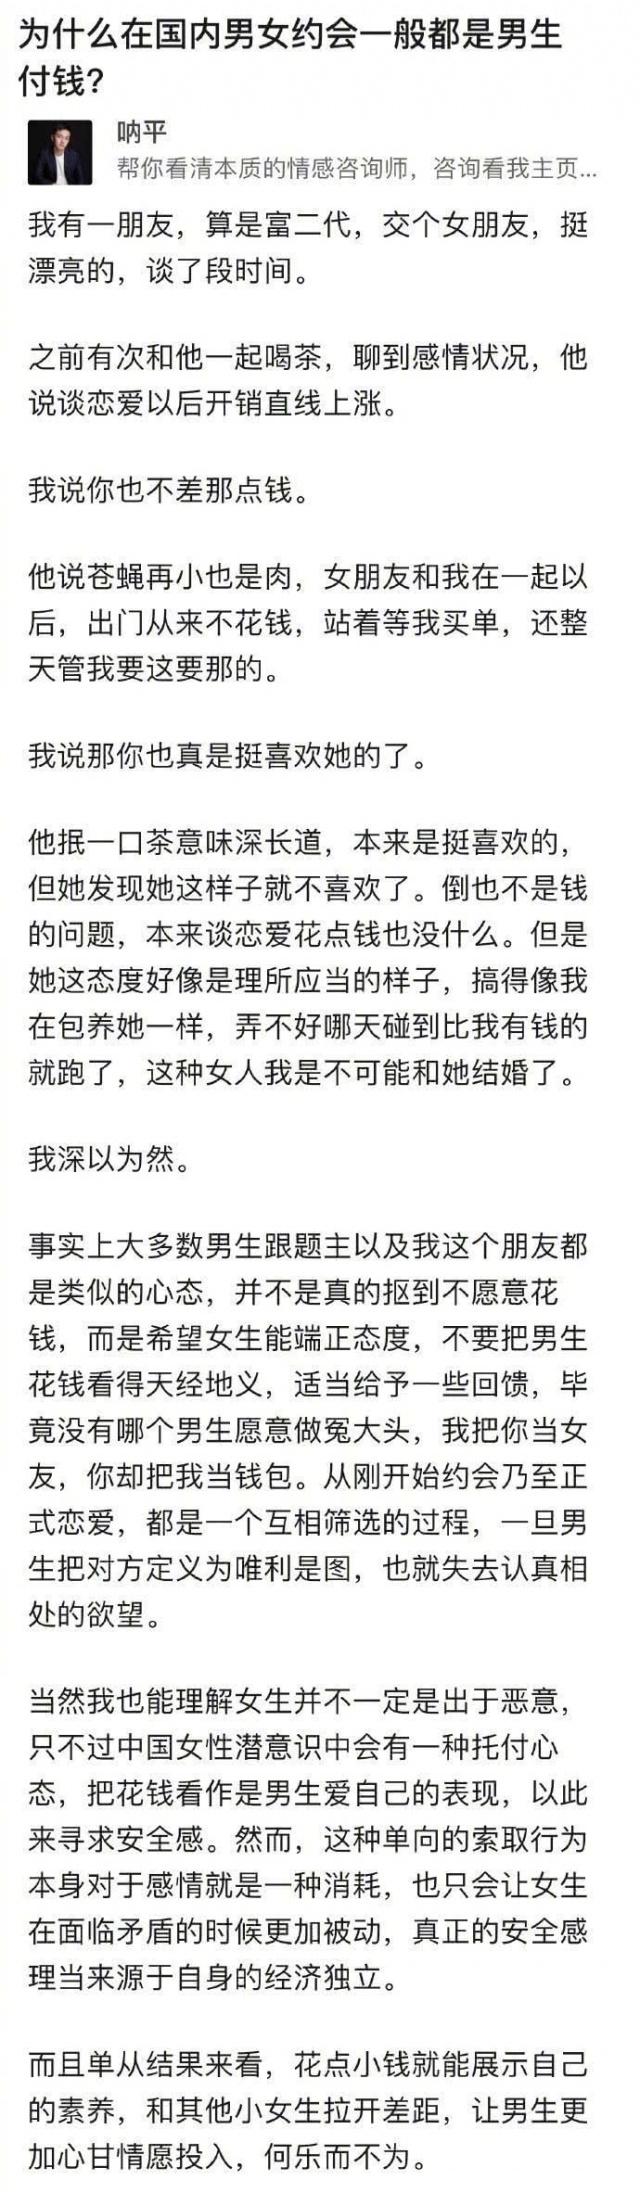 为什么在国内男女约会一般都是男生
付钱?
呐平
帮你看清本质的情感咨询师，咨询看我主页...
我有一朋友，算是富二代，交个女朋友，挺
漂亮的，谈了段时间。
之前有次和他一起喝茶，聊到感情状况，他
说谈恋爱以后开销直线上涨。
我说你也不差那点钱。
他说苍蝇再小也是肉，女朋友和我在一起以
后，出门从来不花钱，站着等我买单，还整
天管我要这要那的。
我说那你也真是挺喜欢她的了。
他抿一口茶意味深长道，本来是挺喜欢的，
但她发现她这样子就不喜欢了。倒也不是钱
的问题，本来谈恋爱花点钱也没什么。但是
她这态度好像是理所应当的样子，搞得像我
在包养她一样，弄不好哪天碰到比我有钱的
就跑了，这种女人我是不可能和她结婚了。
我深以为然。
事实上大多数男生跟题主以及我这个朋友都
是类似的心态，并不是真的抠到不愿意花
钱，而是希望女生能端正态度，不要把男生
花钱看得天经地义，适当给予一些回馈，毕
竟没有哪个男生愿意做冤大头，我把你当女
友，你却把我当钱包。从刚开始约会乃至正
式恋爱，都是一个互相筛选的过程，一旦男
生把对方定义为唯利是图，也就失去认真相
处的欲望。
当然我也能理解女生并不一定是出于恶意，
只不过中国女性潜意识中会有一种托付心
态，把花钱看作是男生爱自己的表现，以此
来寻求安全感。然而，这种单向的索取行为
本身对于感情就是一种消耗，也只会让女生
在面临矛盾的时候更加被动，真正的安全感
理当来源于自身的经济独立。
而且单从结果来看，花点小钱就能展示自己
的素养，和其他小女生拉开差距，让男生更
加心甘情愿投入，何乐而不为。